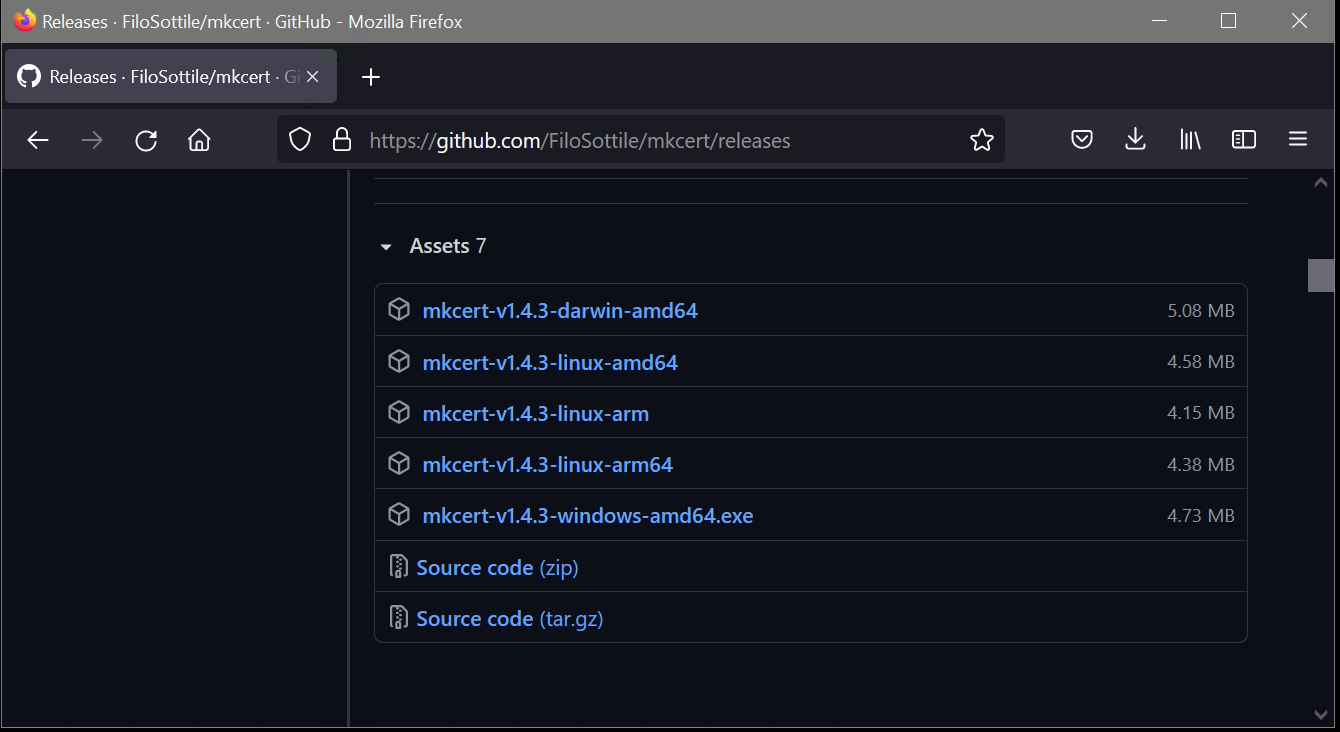 Releases · FiloSottile/mkcert · GitHub - Mozilla Firefox
Releases · FiloSottile/mkcert · Gi
https://github.com/FiloSottile/mkcert/releases
Assets 7
mkcert-v1.4.3-darwin-amd64 5.08 MB
mkcert-v1.4.3-linux-amd64 4.58 MB
mkcert-v1.4.3-linux-arm 4.15 MB
mkcert-v1.4.3-linux-arm64 4.38 MB
mkcert-v1.4.3-windows-amd64.exe 4.73 MB
Source code (zip)
Source code (tar.gz)